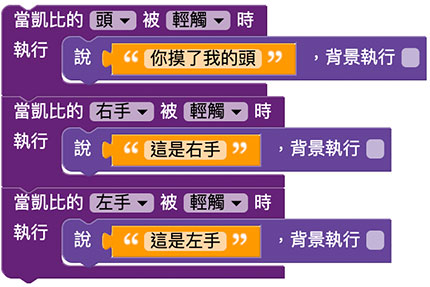 當凱比的 頭 被 輕觸 時
執行 說 “ 你摸了我的頭 ” ，背景執行
當凱比的 右手 被 輕觸 時
執行 說 “ 這是右手 ” ，背景執行
當凱比的 左手 被 輕觸 時
執行 說 “ 這是左手 ” ，背景執行